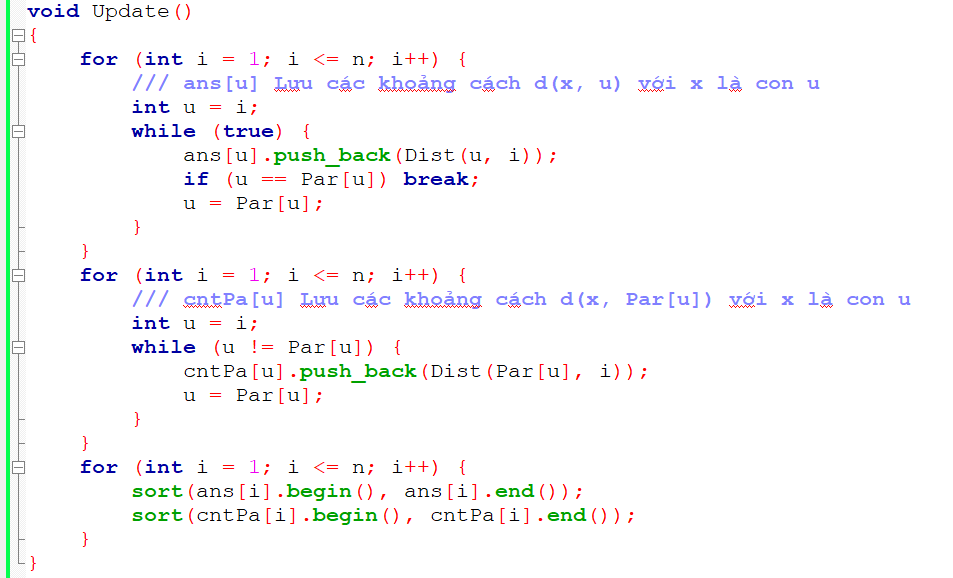 void Update()
{
    for (int i = 1; i <= n; i++) {
        /// ans[u] Lưu các khoảng cách d(x, u) với x là con u
        int u = i;
        while (true) {
            ans[u].push_back(Dist(u, i));
            if (u == Par[u]) break;
            u = Par[u];
        }
    }
    for (int i = 1; i <= n; i++) {
        /// cntPa[u] Lưu các khoảng cách d(x, Par[u]) với x là con u
        int u = i;
        while (u != Par[u]) {
            cntPa[u].push_back(Dist(Par[u], i));
            u = Par[u];
        }
    }
    for (int i = 1; i <= n; i++) {
        sort(ans[i].begin(), ans[i].end());
        sort(cntPa[i].begin(), cntPa[i].end());
    }
}